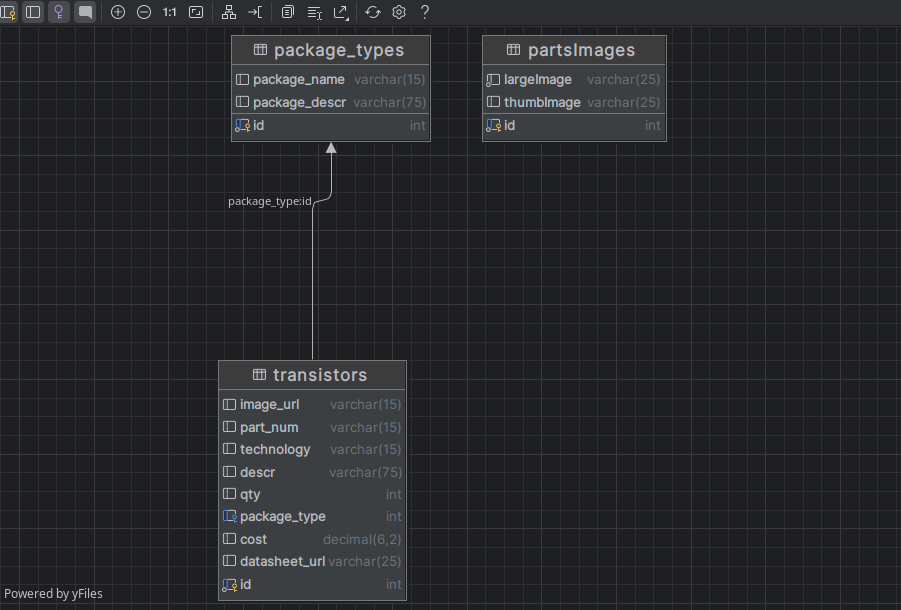 1:1
?
package_types
package_name varchar(15)
package_descr varchar(75)
id int
partsImages
largeImage varchar(25)
thumbImage varchar(25)
id int
package_type:id
transistors
image_url varchar(15)
part_num varchar(15)
technology varchar(15)
descr varchar(75)
qty int
package_type int
cost decimal(6,2)
datasheet_url varchar(25)
id int
Powered by yFiles